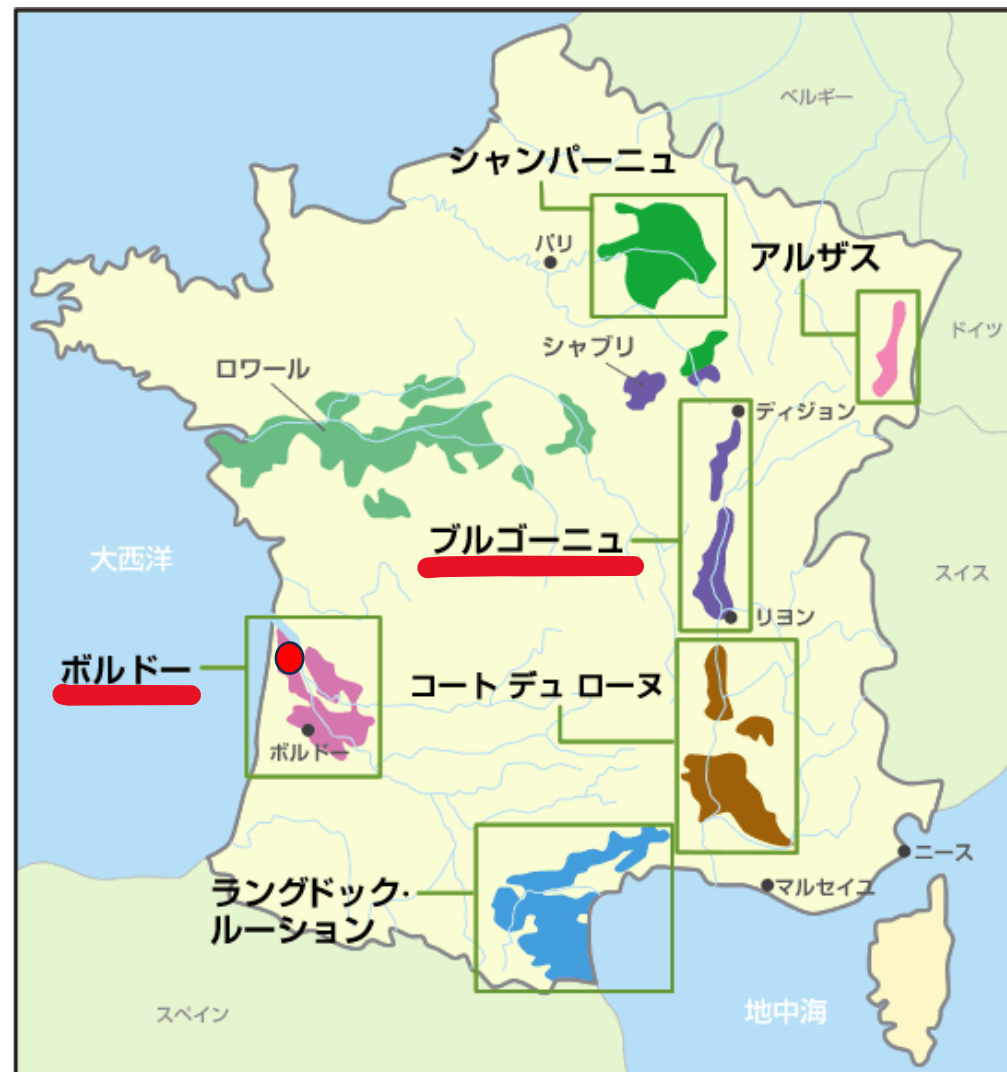 ベルギー
シャンパーニュ
パリ
アルザス
ドイツ
シャブリ
ロワール
ディジョン
ブルゴーニュ
大西洋
スイス
リヨン
ボルドー
コート デュ ローヌ
ボルドー
ニース
マルセイユ
ラングドック・
ルーション
スペイン
地中海